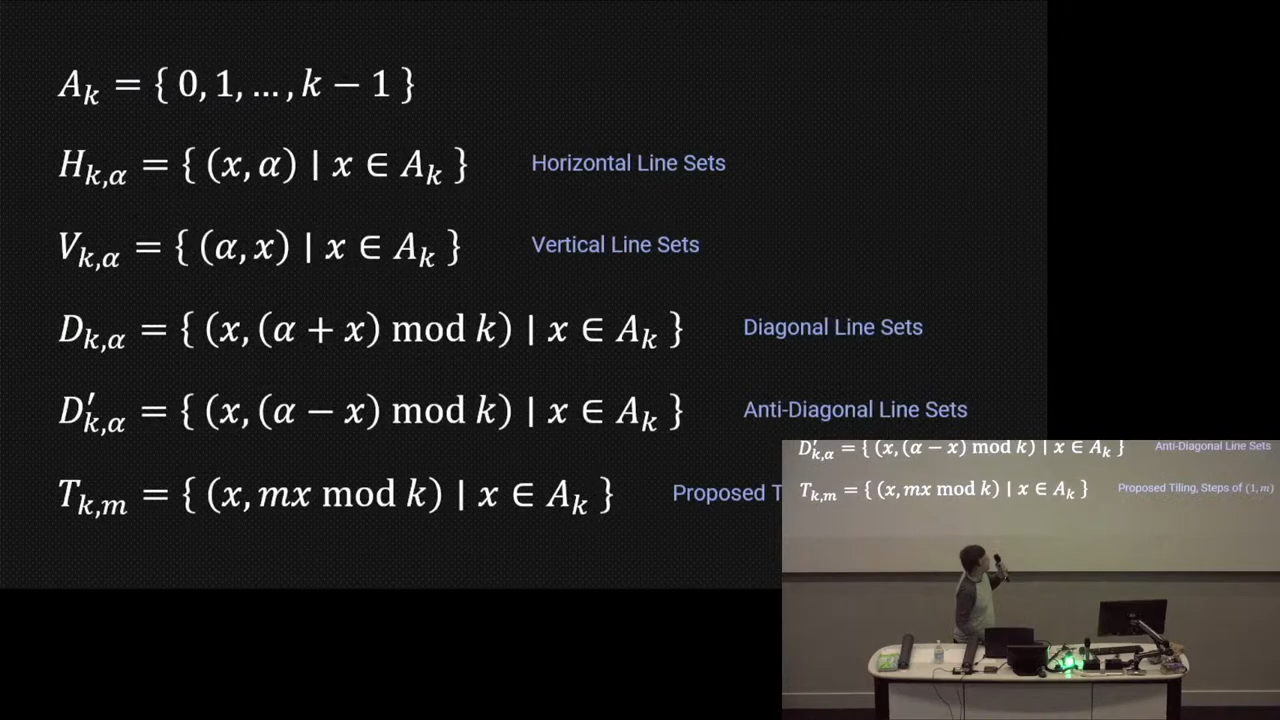 A_k = { 0, 1, …, k − 1 }
H_{k,α} = { (x, α) | x ∈ A_k } Horizontal Line Sets
V_{k,α} = { (α, x) | x ∈ A_k } Vertical Line Sets
D_{k,α} = { (x, (α + x) mod k) | x ∈ A_k } Diagonal Line Sets
D′_{k,α} = { (x, (α − x) mod k) | x ∈ A_k } Anti-Diagonal Line Sets
T_{k,m} = { (x, mx mod k) | x ∈ A_k } Proposed T
D′_{k,α} = { (x, (α − x) mod k) | x ∈ A_k } Anti-Diagonal Line Sets
T_{k,m} = { (x, mx mod k) | x ∈ A_k } Proposed Tiling, Steps of (1, m)